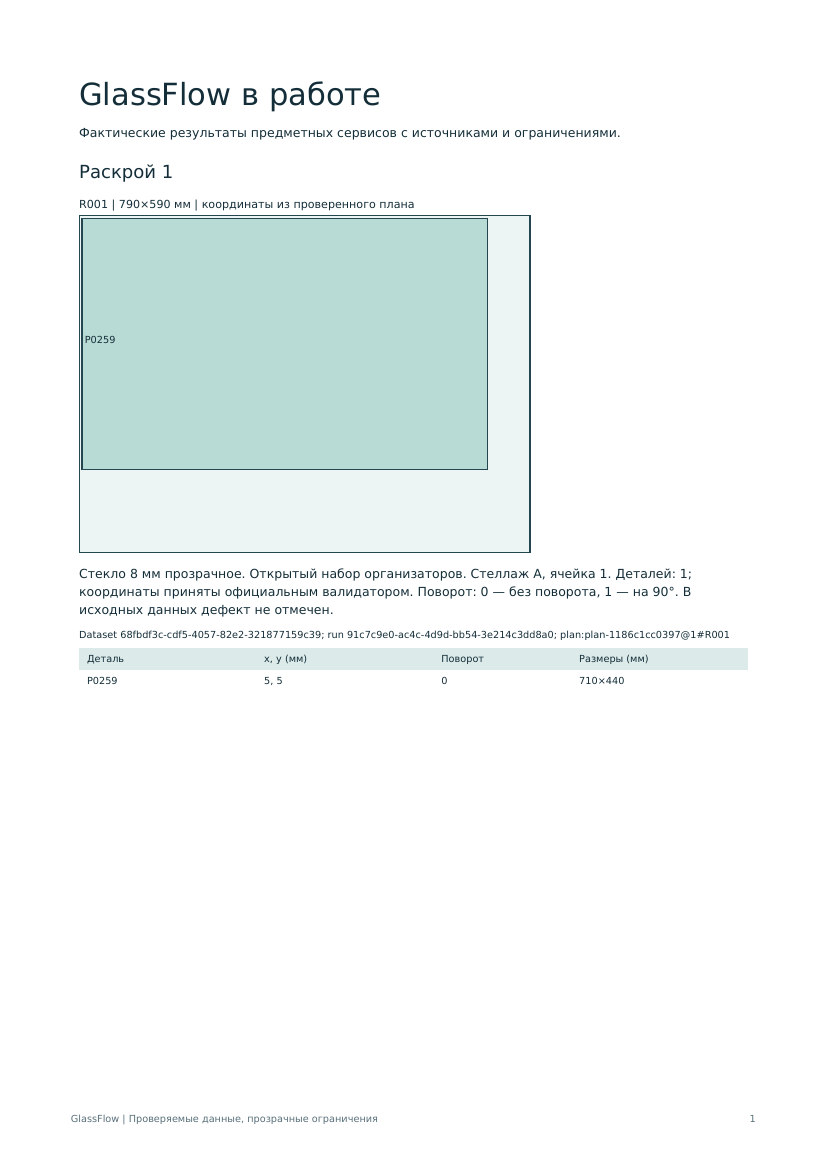 GlassFlow в работе
Фактические результаты предметных сервисов с источниками и ограничениями.
Раскрой 1
R001 | 790×590 мм | координаты из проверенного плана
P0259
Стекло 8 мм прозрачное. Открытый набор организаторов. Стеллаж А, ячейка 1. Деталей: 1;
координаты приняты официальным валидатором. Поворот: 0 — без поворота, 1 — на 90°. В
исходных данных дефект не отмечен.
Dataset 68fbdf3c-cdf5-4057-82e2-321877159c39; run 91c7c9e0-ac4c-4d9d-bb54-3e214c3dd8a0; plan:plan-1186c1cc0397@1#R001
Деталь x, y (мм) Поворот Размеры (мм)
P0259 5, 5 0 710×440
GlassFlow | Проверяемые данные, прозрачные ограничения 1